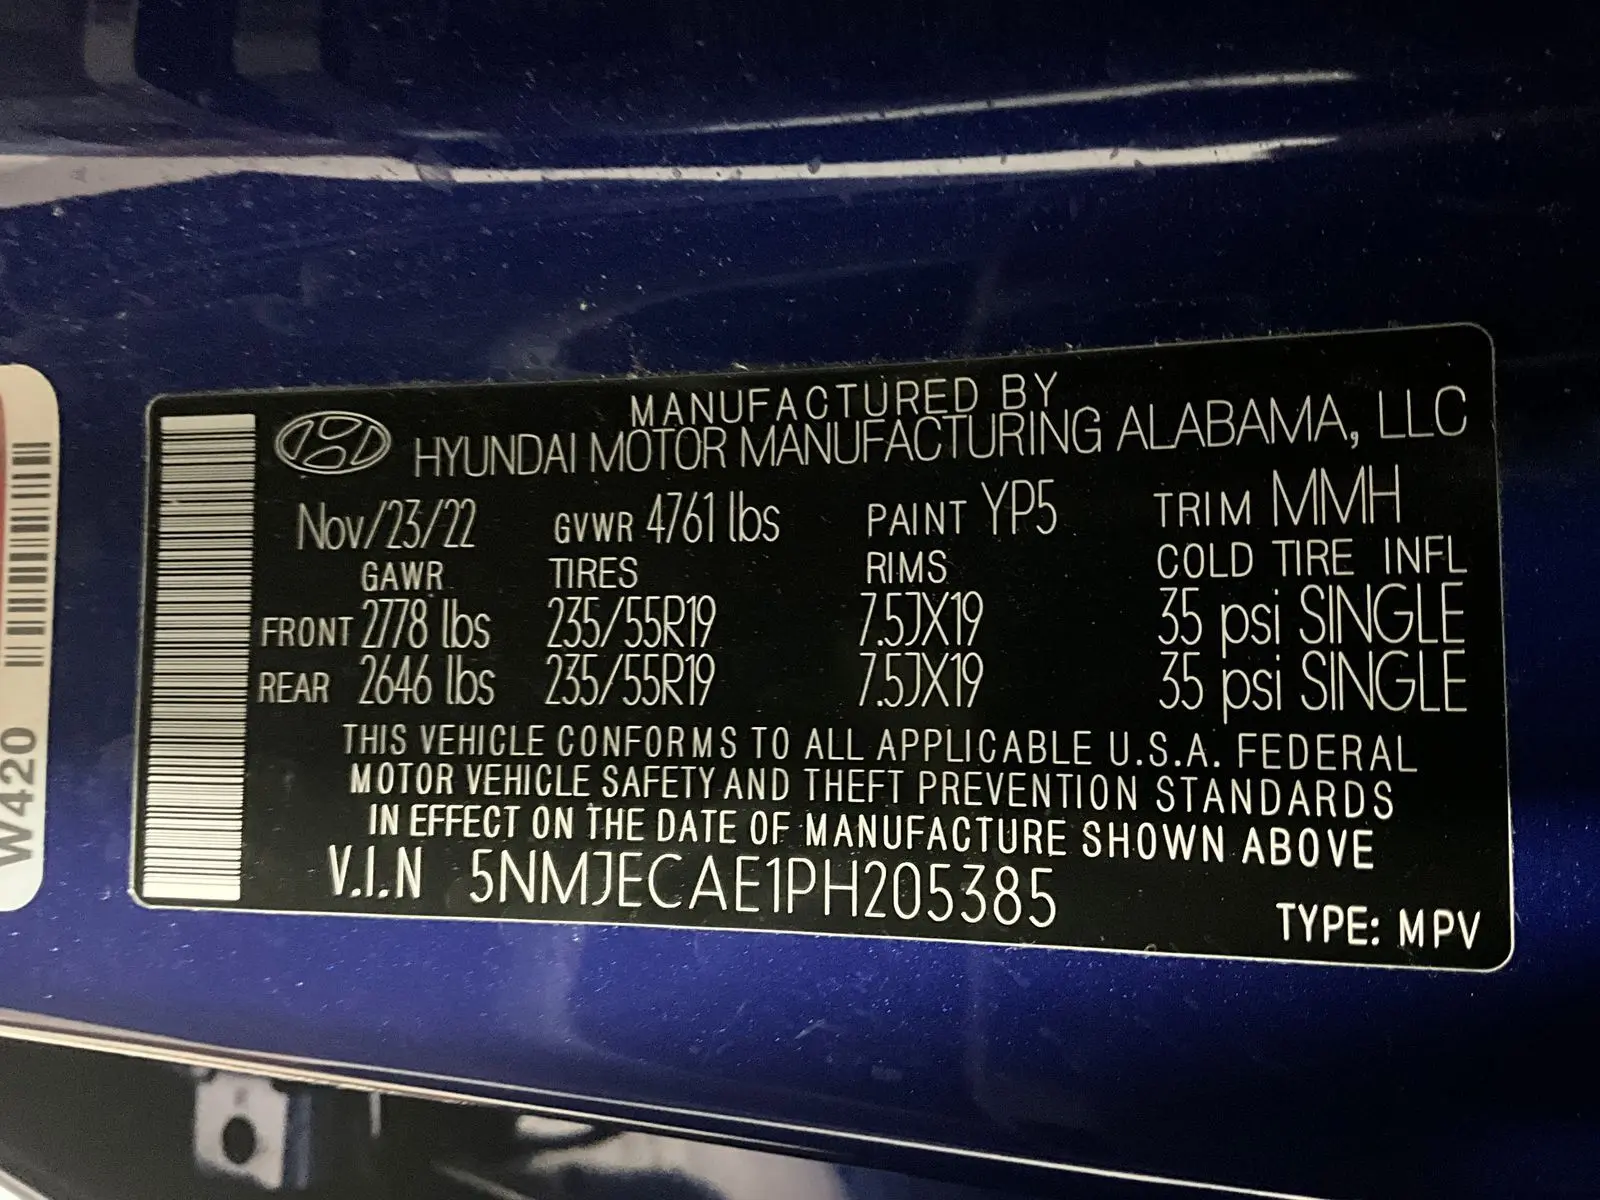 MANUFACTURED BY
HYUNDAI MOTOR MANUFACTURING ALABAMA, LLC
Nov/23/22 GVWR 4761 lbs PAINT YP5 TRIM MMH
GAWR TIRES RIMS COLD TIRE INFL
FRONT 2778 lbs 235/55R19 7.5JX19 35 psi SINGLE
REAR 2646 lbs 235/55R19 7.5JX19 35 psi SINGLE
THIS VEHICLE CONFORMS TO ALL APPLICABLE U.S.A. FEDERAL
MOTOR VEHICLE SAFETY AND THEFT PREVENTION STANDARDS
IN EFFECT ON THE DATE OF MANUFACTURE SHOWN ABOVE
V.I.N 5NMJECAE1PH205385
TYPE: MPV
W420